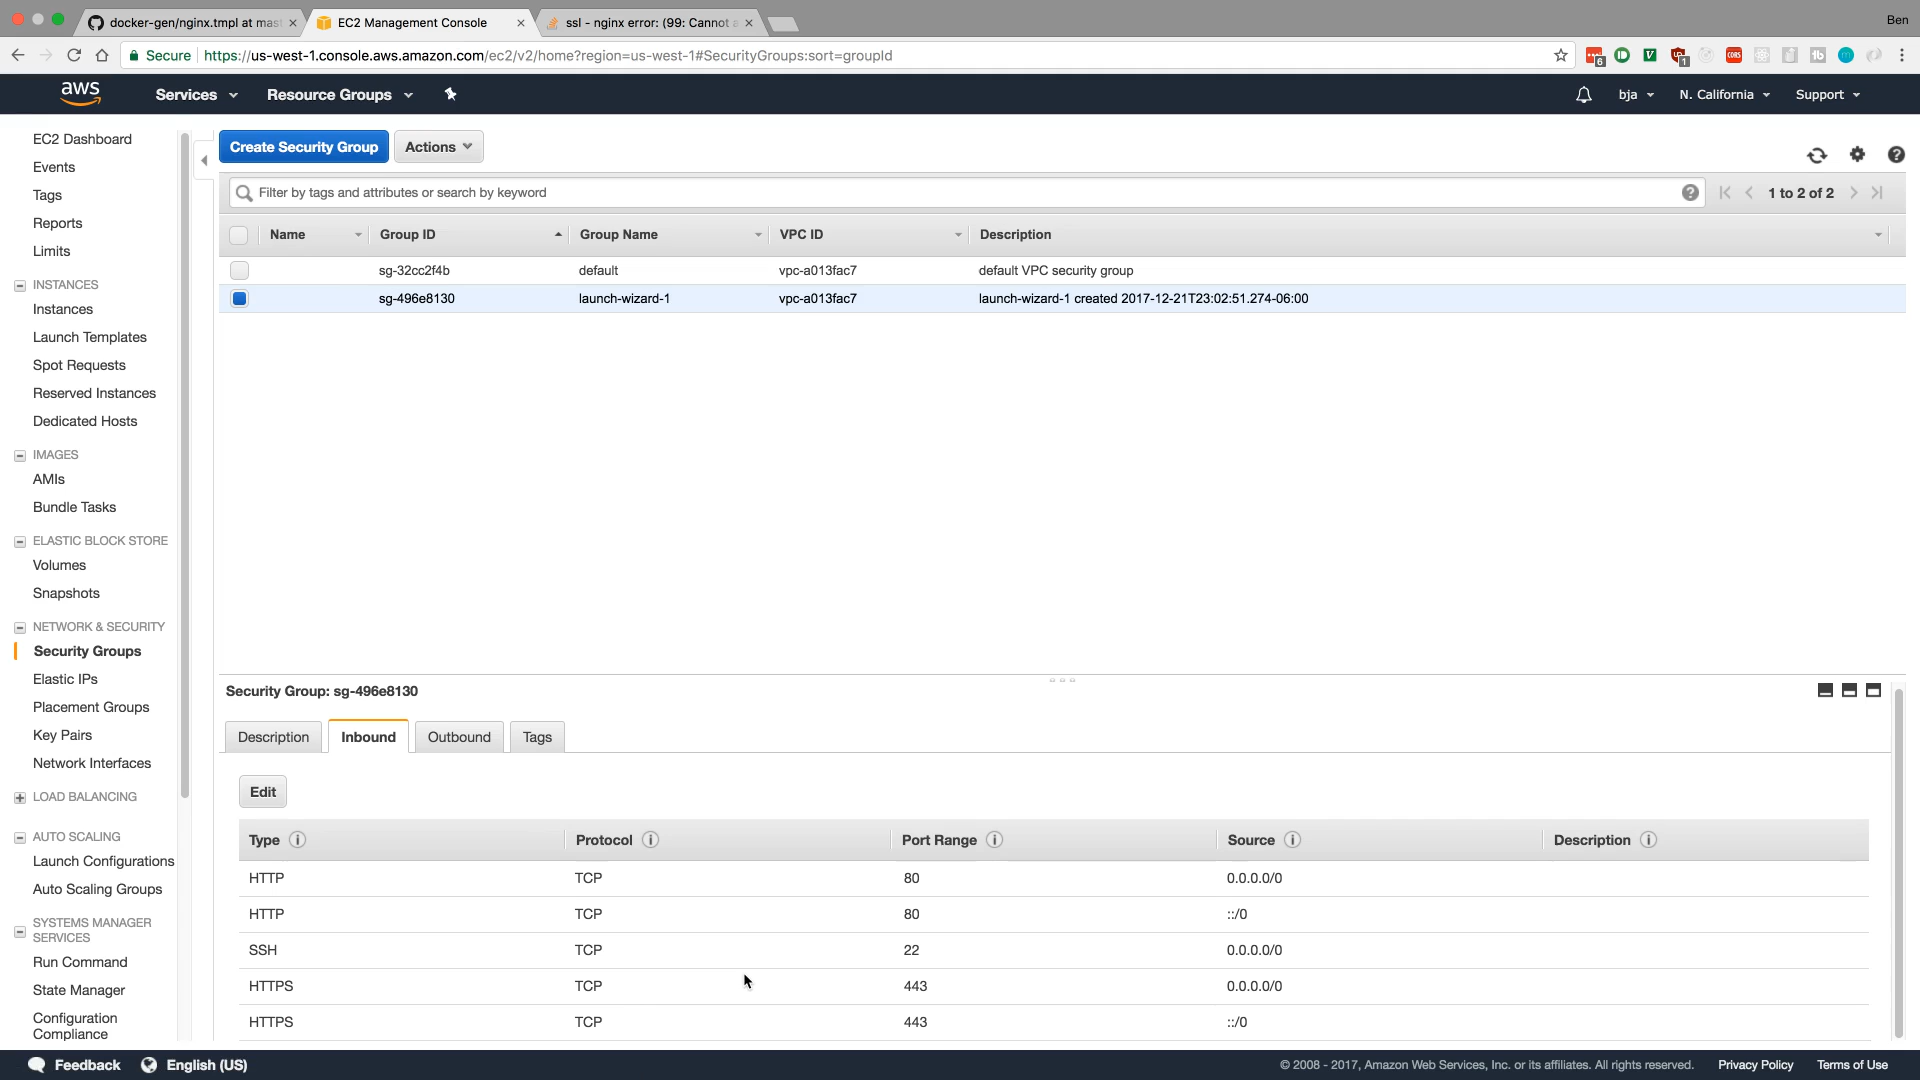 docker-gen/nginx.tmpl at mast
EC2 Management Console
ssl - nginx error: (99: Cannot a
Ben
Secure
https://us-west-1.console.aws.amazon.com/ec2/v2/home?region=us-west-1#SecurityGroups:sort=groupId
6
1
CORS
aws
Services
Resource Groups
bja
N. California
Support
EC2 Dashboard
Events
Tags
Reports
Limits
INSTANCES
Instances
Launch Templates
Spot Requests
Reserved Instances
Dedicated Hosts
IMAGES
AMIs
Bundle Tasks
ELASTIC BLOCK STORE
Volumes
Snapshots
NETWORK & SECURITY
Security Groups
Elastic IPs
Placement Groups
Key Pairs
Network Interfaces
LOAD BALANCING
AUTO SCALING
Launch Configurations
Auto Scaling Groups
SYSTEMS MANAGER
SERVICES
Run Command
State Manager
Configuration
Compliance
Create Security Group
Actions
Filter by tags and attributes or search by keyword
1 to 2 of 2
Name Group ID Group Name VPC ID Description
sg-32cc2f4b default vpc-a013fac7 default VPC security group
sg-496e8130 launch-wizard-1 vpc-a013fac7 launch-wizard-1 created 2017-12-21T23:02:51.274-06:00
Security Group: sg-496e8130
Description Inbound Outbound Tags
Edit
Type Protocol Port Range Source Description
HTTP TCP 80 0.0.0.0/0
HTTP TCP 80 ::/0
SSH TCP 22 0.0.0.0/0
HTTPS TCP 443 0.0.0.0/0
HTTPS TCP 443 ::/0
Feedback
English (US)
© 2008 - 2017, Amazon Web Services, Inc. or its affiliates. All rights reserved.
Privacy Policy
Terms of Use